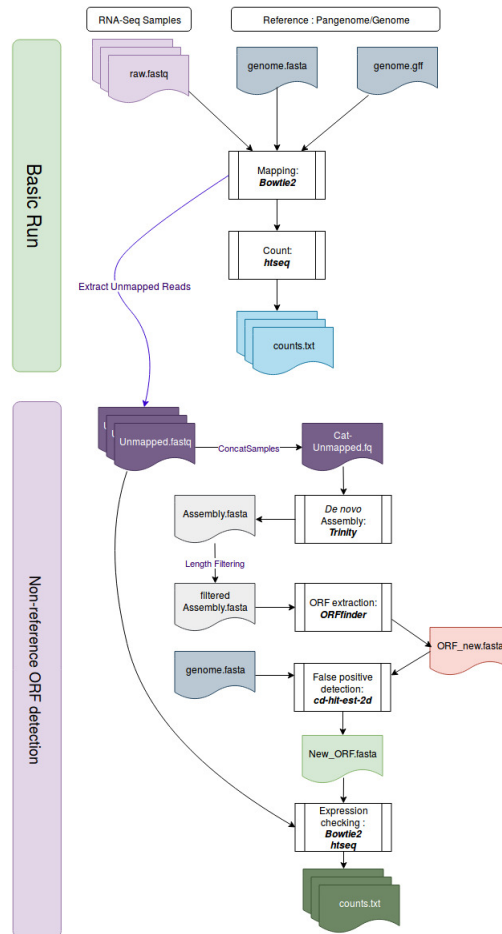 RNA-Seq Samples
Reference : Pangenome/Genome
raw.fastq
genome.fasta
genome.gff
Basic Run
Mapping:
Bowtie2
Count:
htseq
Extract Unmapped Reads
counts.txt
Non-reference ORF detection
U
U
Unmapped.fastq
ConcatSamples
Cat-
Unmapped.fq
De novo
Assembly:
Trinity
Assembly.fasta
Length Filtering
filtered
Assembly.fasta
ORF extraction:
ORFfinder
ORF_new.fasta
genome.fasta
False positive
detection:
cd-hit-est-2d
New_ORF.fasta
Expression
checking :
Bowtie2
htseq
counts.txt